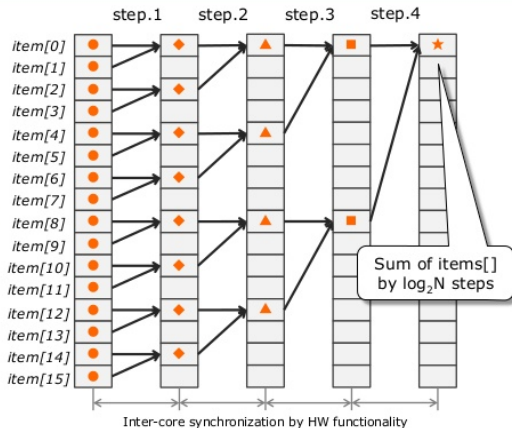 step.1 step.2 step.3 step.4
item[0]
item[1]
item[2]
item[3]
item[4]
item[5]
item[6]
item[7]
item[8]
item[9]
item[10]
item[11]
item[12]
item[13]
item[14]
item[15]
Sum of items[]
by log₂N steps
Inter-core synchronization by HW functionality